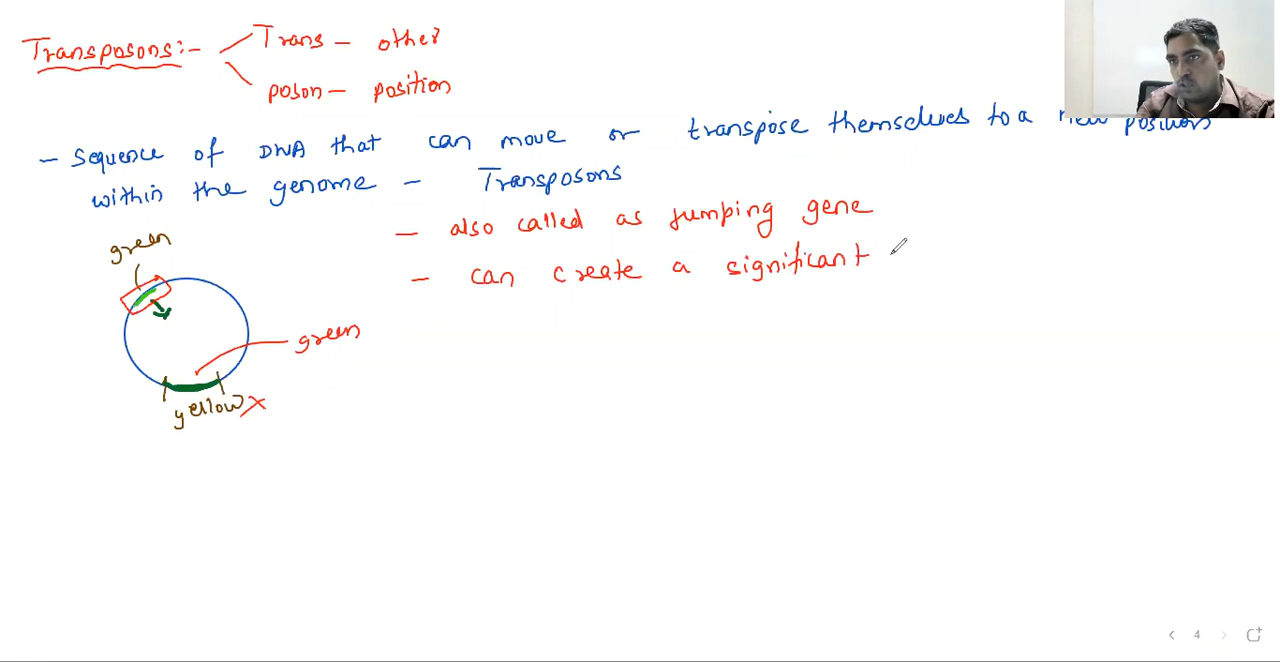 Transposons:- Trans - other
poson - position
- Sequence of DNA that can move or transpose themselves to a new position
within the genome - Transposons
- also called as Jumping gene
- can create a significant
green
green
yellow X
4